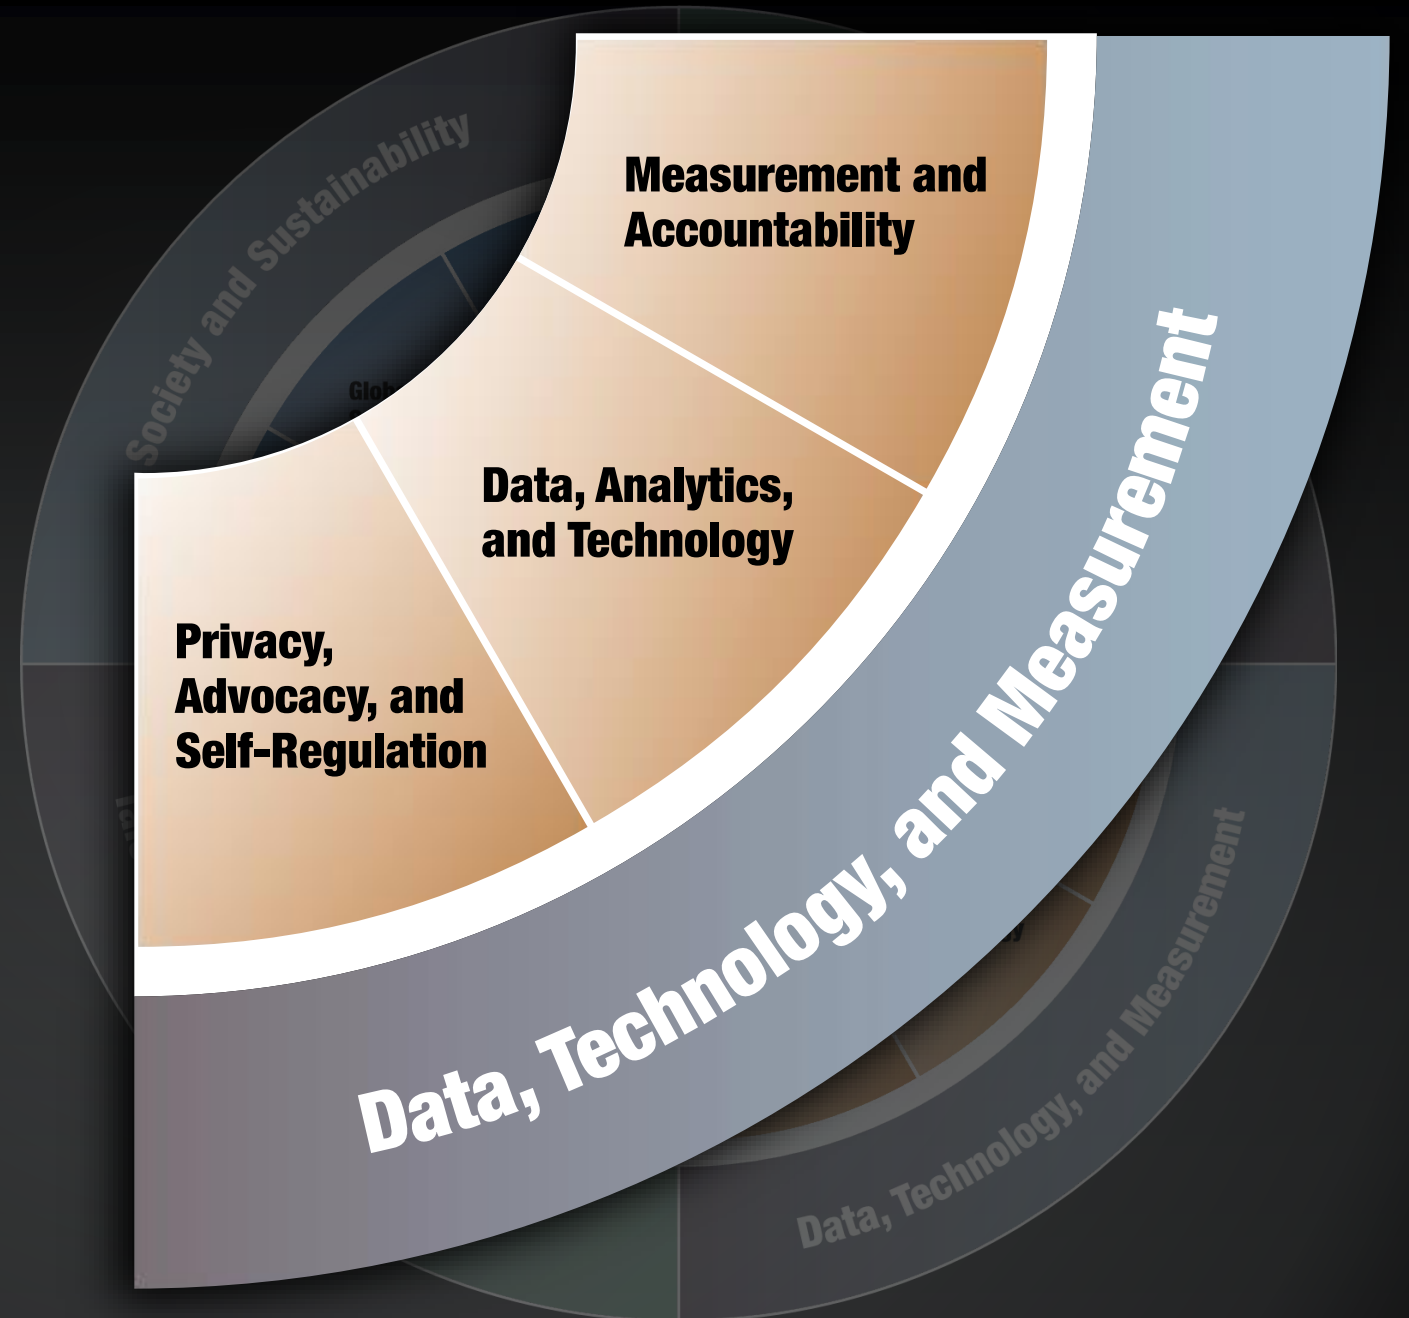 Society and Sustainability
Measurement and
Accountability
Data, Analytics,
and Technology
Privacy,
Advocacy, and
Self-Regulation
Data, Technology, and Measurement
Data, Technology, and Measurement